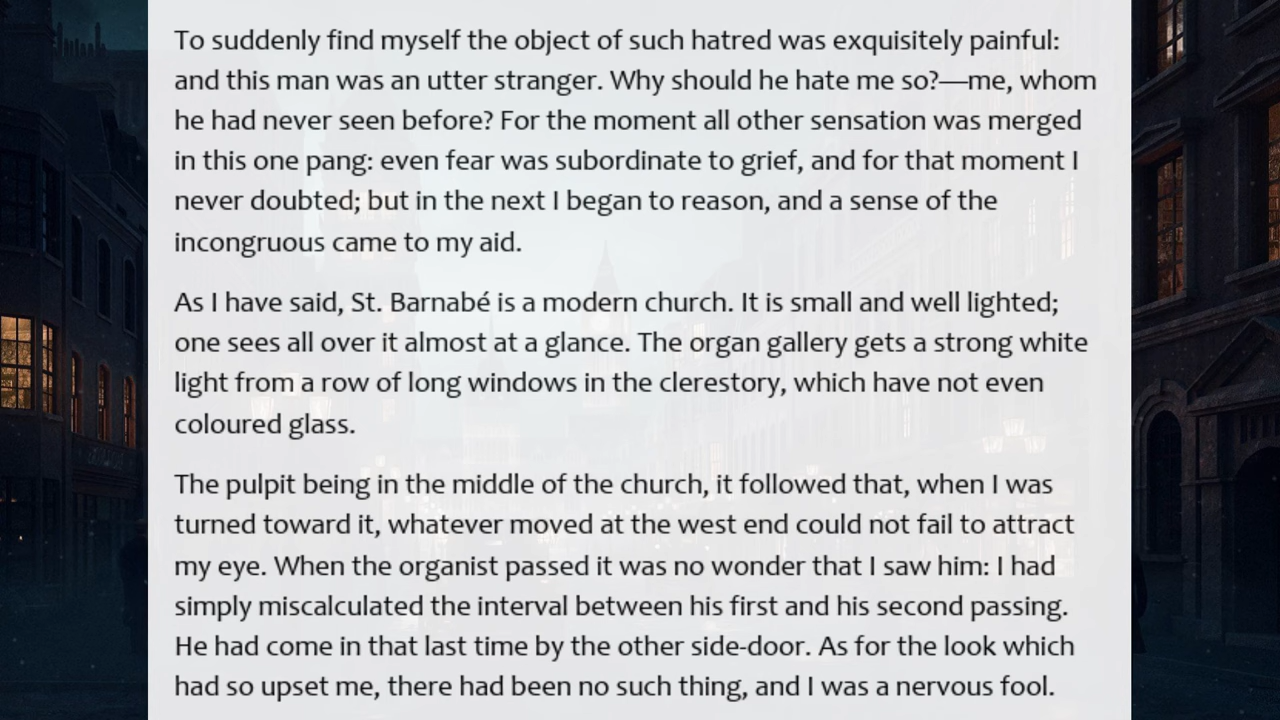 To suddenly find myself the object of such hatred was exquisitely painful:
and this man was an utter stranger. Why should he hate me so?—me, whom
he had never seen before? For the moment all other sensation was merged
in this one pang: even fear was subordinate to grief, and for that moment I
never doubted; but in the next I began to reason, and a sense of the
incongruous came to my aid.
As I have said, St. Barnabé is a modern church. It is small and well lighted;
one sees all over it almost at a glance. The organ gallery gets a strong white
light from a row of long windows in the clerestory, which have not even
coloured glass.
The pulpit being in the middle of the church, it followed that, when I was
turned toward it, whatever moved at the west end could not fail to attract
my eye. When the organist passed it was no wonder that I saw him: I had
simply miscalculated the interval between his first and his second passing.
He had come in that last time by the other side-door. As for the look which
had so upset me, there had been no such thing, and I was a nervous fool.